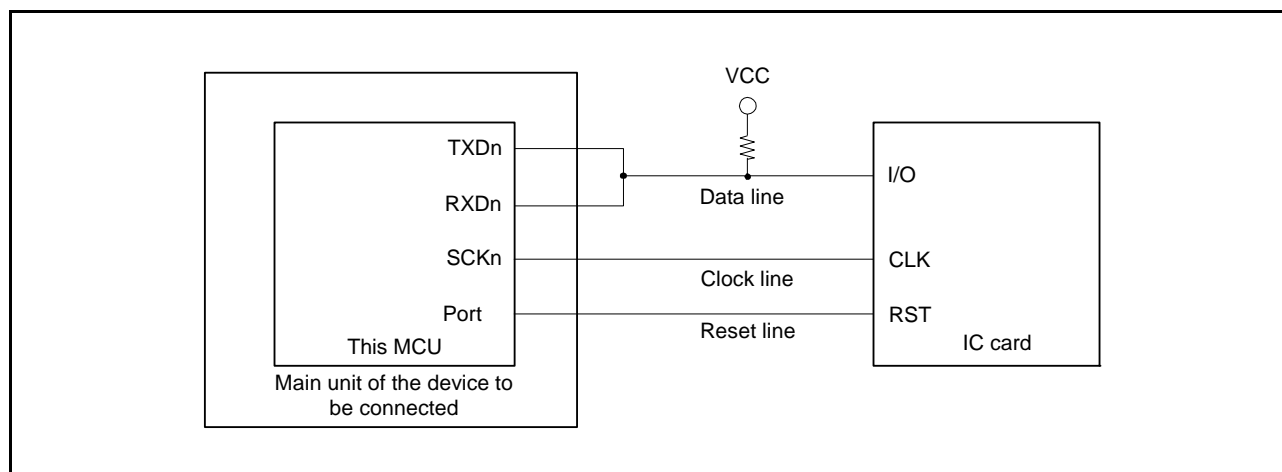 VCC
TXDn
I/O
Data line
RXDn
SCKn
CLK
Clock line
Port
RST
Reset line
This MCU
IC card
Main unit of the device to
be connected